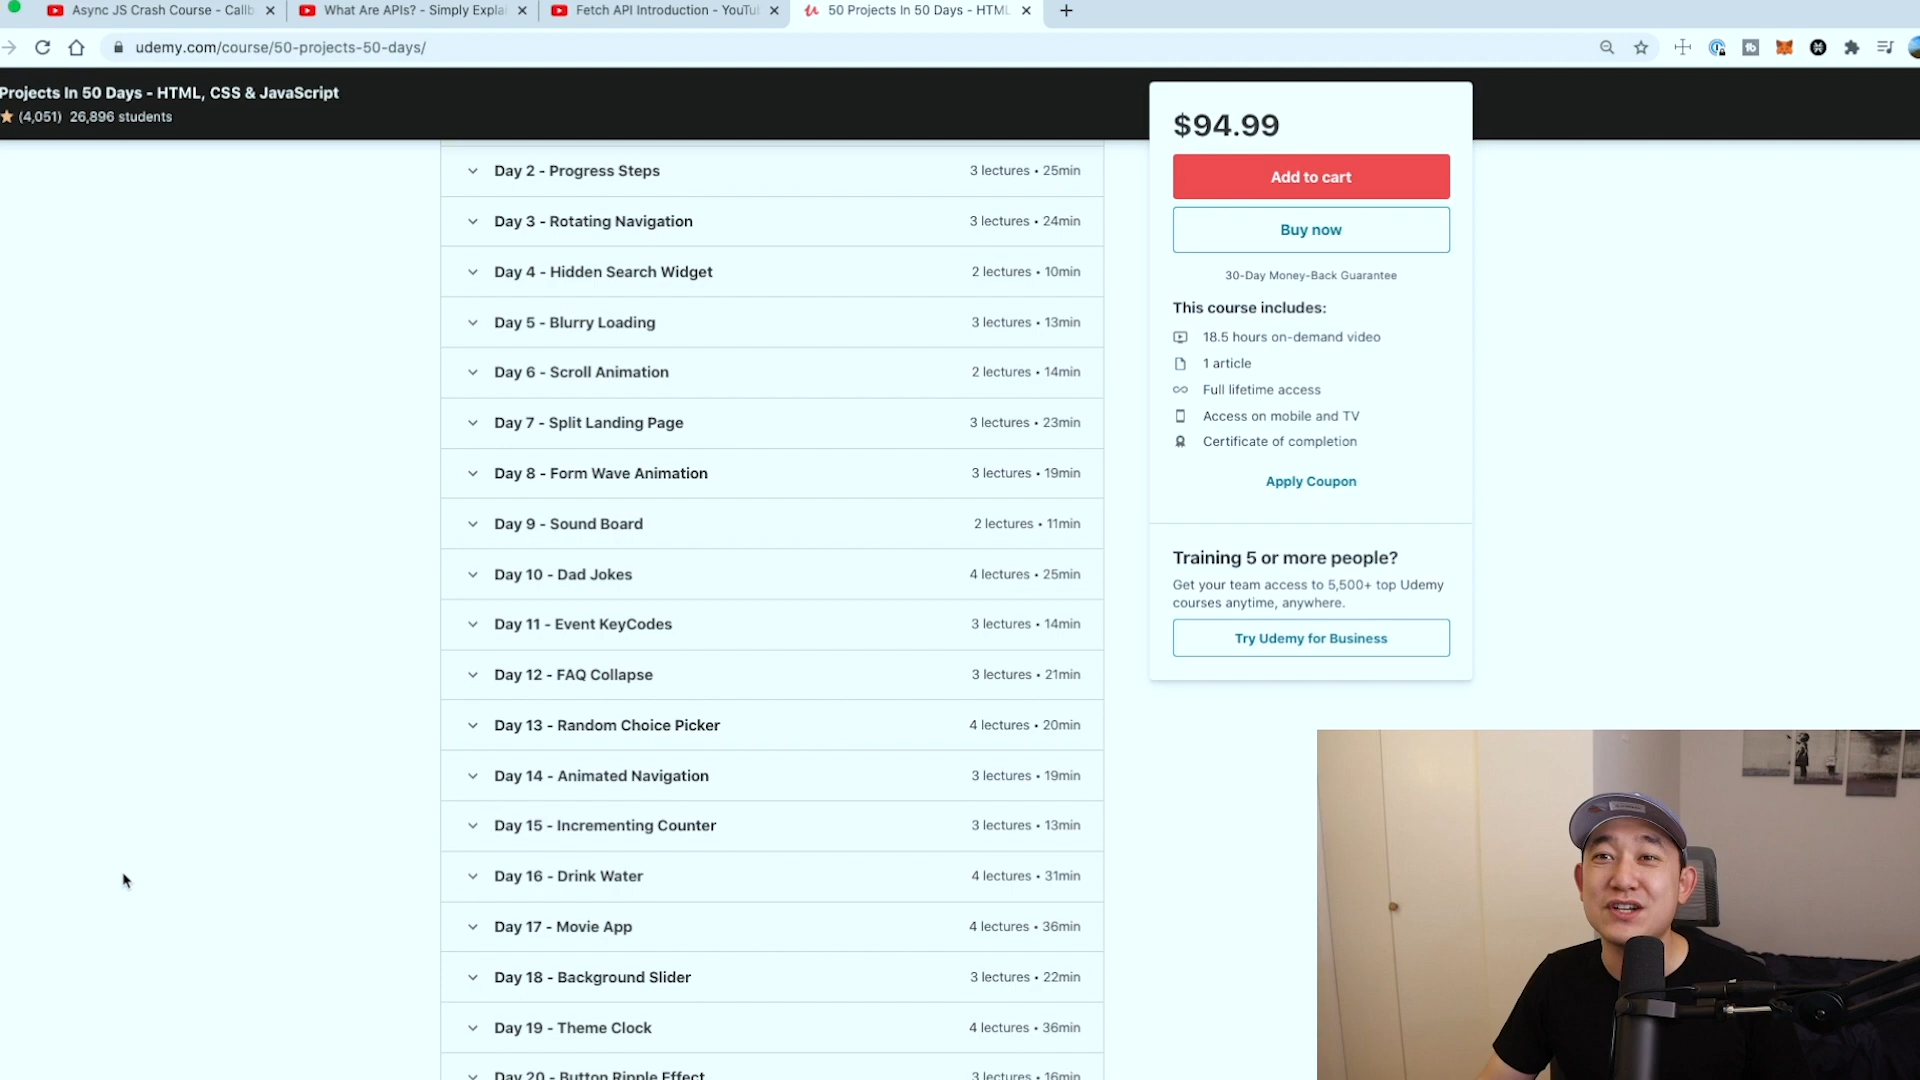 Async JS Crash Course - Callb
What Are APIs? - Simply Explai
Fetch API Introduction - YouTu
50 Projects In 50 Days - HTML
udemy.com/course/50-projects-50-days/
Projects In 50 Days - HTML, CSS & JavaScript
(4,051) 26,896 students
Day 2 - Progress Steps 3 lectures • 25min
Day 3 - Rotating Navigation 3 lectures • 24min
Day 4 - Hidden Search Widget 2 lectures • 10min
Day 5 - Blurry Loading 3 lectures • 13min
Day 6 - Scroll Animation 2 lectures • 14min
Day 7 - Split Landing Page 3 lectures • 23min
Day 8 - Form Wave Animation 3 lectures • 19min
Day 9 - Sound Board 2 lectures • 11min
Day 10 - Dad Jokes 4 lectures • 25min
Day 11 - Event KeyCodes 3 lectures • 14min
Day 12 - FAQ Collapse 3 lectures • 21min
Day 13 - Random Choice Picker 4 lectures • 20min
Day 14 - Animated Navigation 3 lectures • 19min
Day 15 - Incrementing Counter 3 lectures • 13min
Day 16 - Drink Water 4 lectures • 31min
Day 17 - Movie App 4 lectures • 36min
Day 18 - Background Slider 3 lectures • 22min
Day 19 - Theme Clock 4 lectures • 36min
Day 20 - Button Ripple Effect 3 lectures • 16min
$94.99
Add to cart
Buy now
30-Day Money-Back Guarantee
This course includes:
18.5 hours on-demand video
1 article
Full lifetime access
Access on mobile and TV
Certificate of completion
Apply Coupon
Training 5 or more people?
Get your team access to 5,500+ top Udemy
courses anytime, anywhere.
Try Udemy for Business